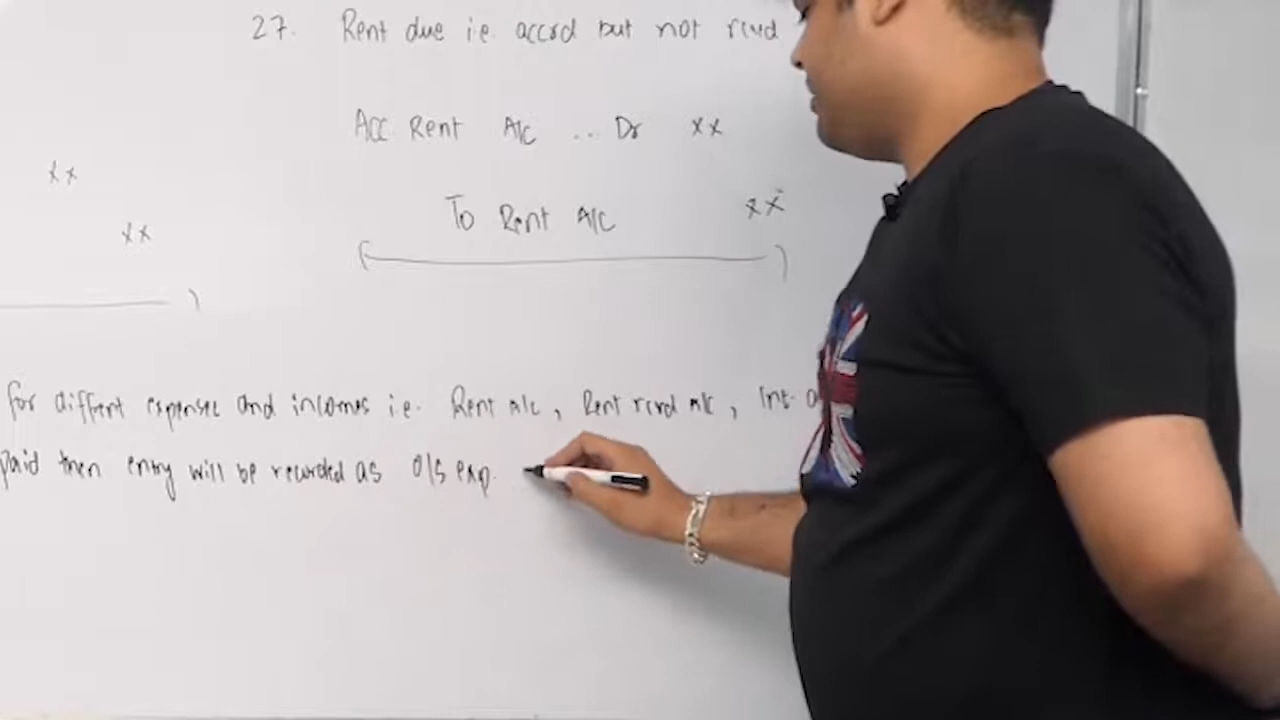 27. Rent due i.e. accrd but not rcvd
Acc Rent A/c ... Dr xx
xx
To Rent A/c xx
xx
for diffrent expenses and incomes i.e. Rent A/c, Rent rcvd A/c, Int. o
paid then entry will be recorded as O/s exp.